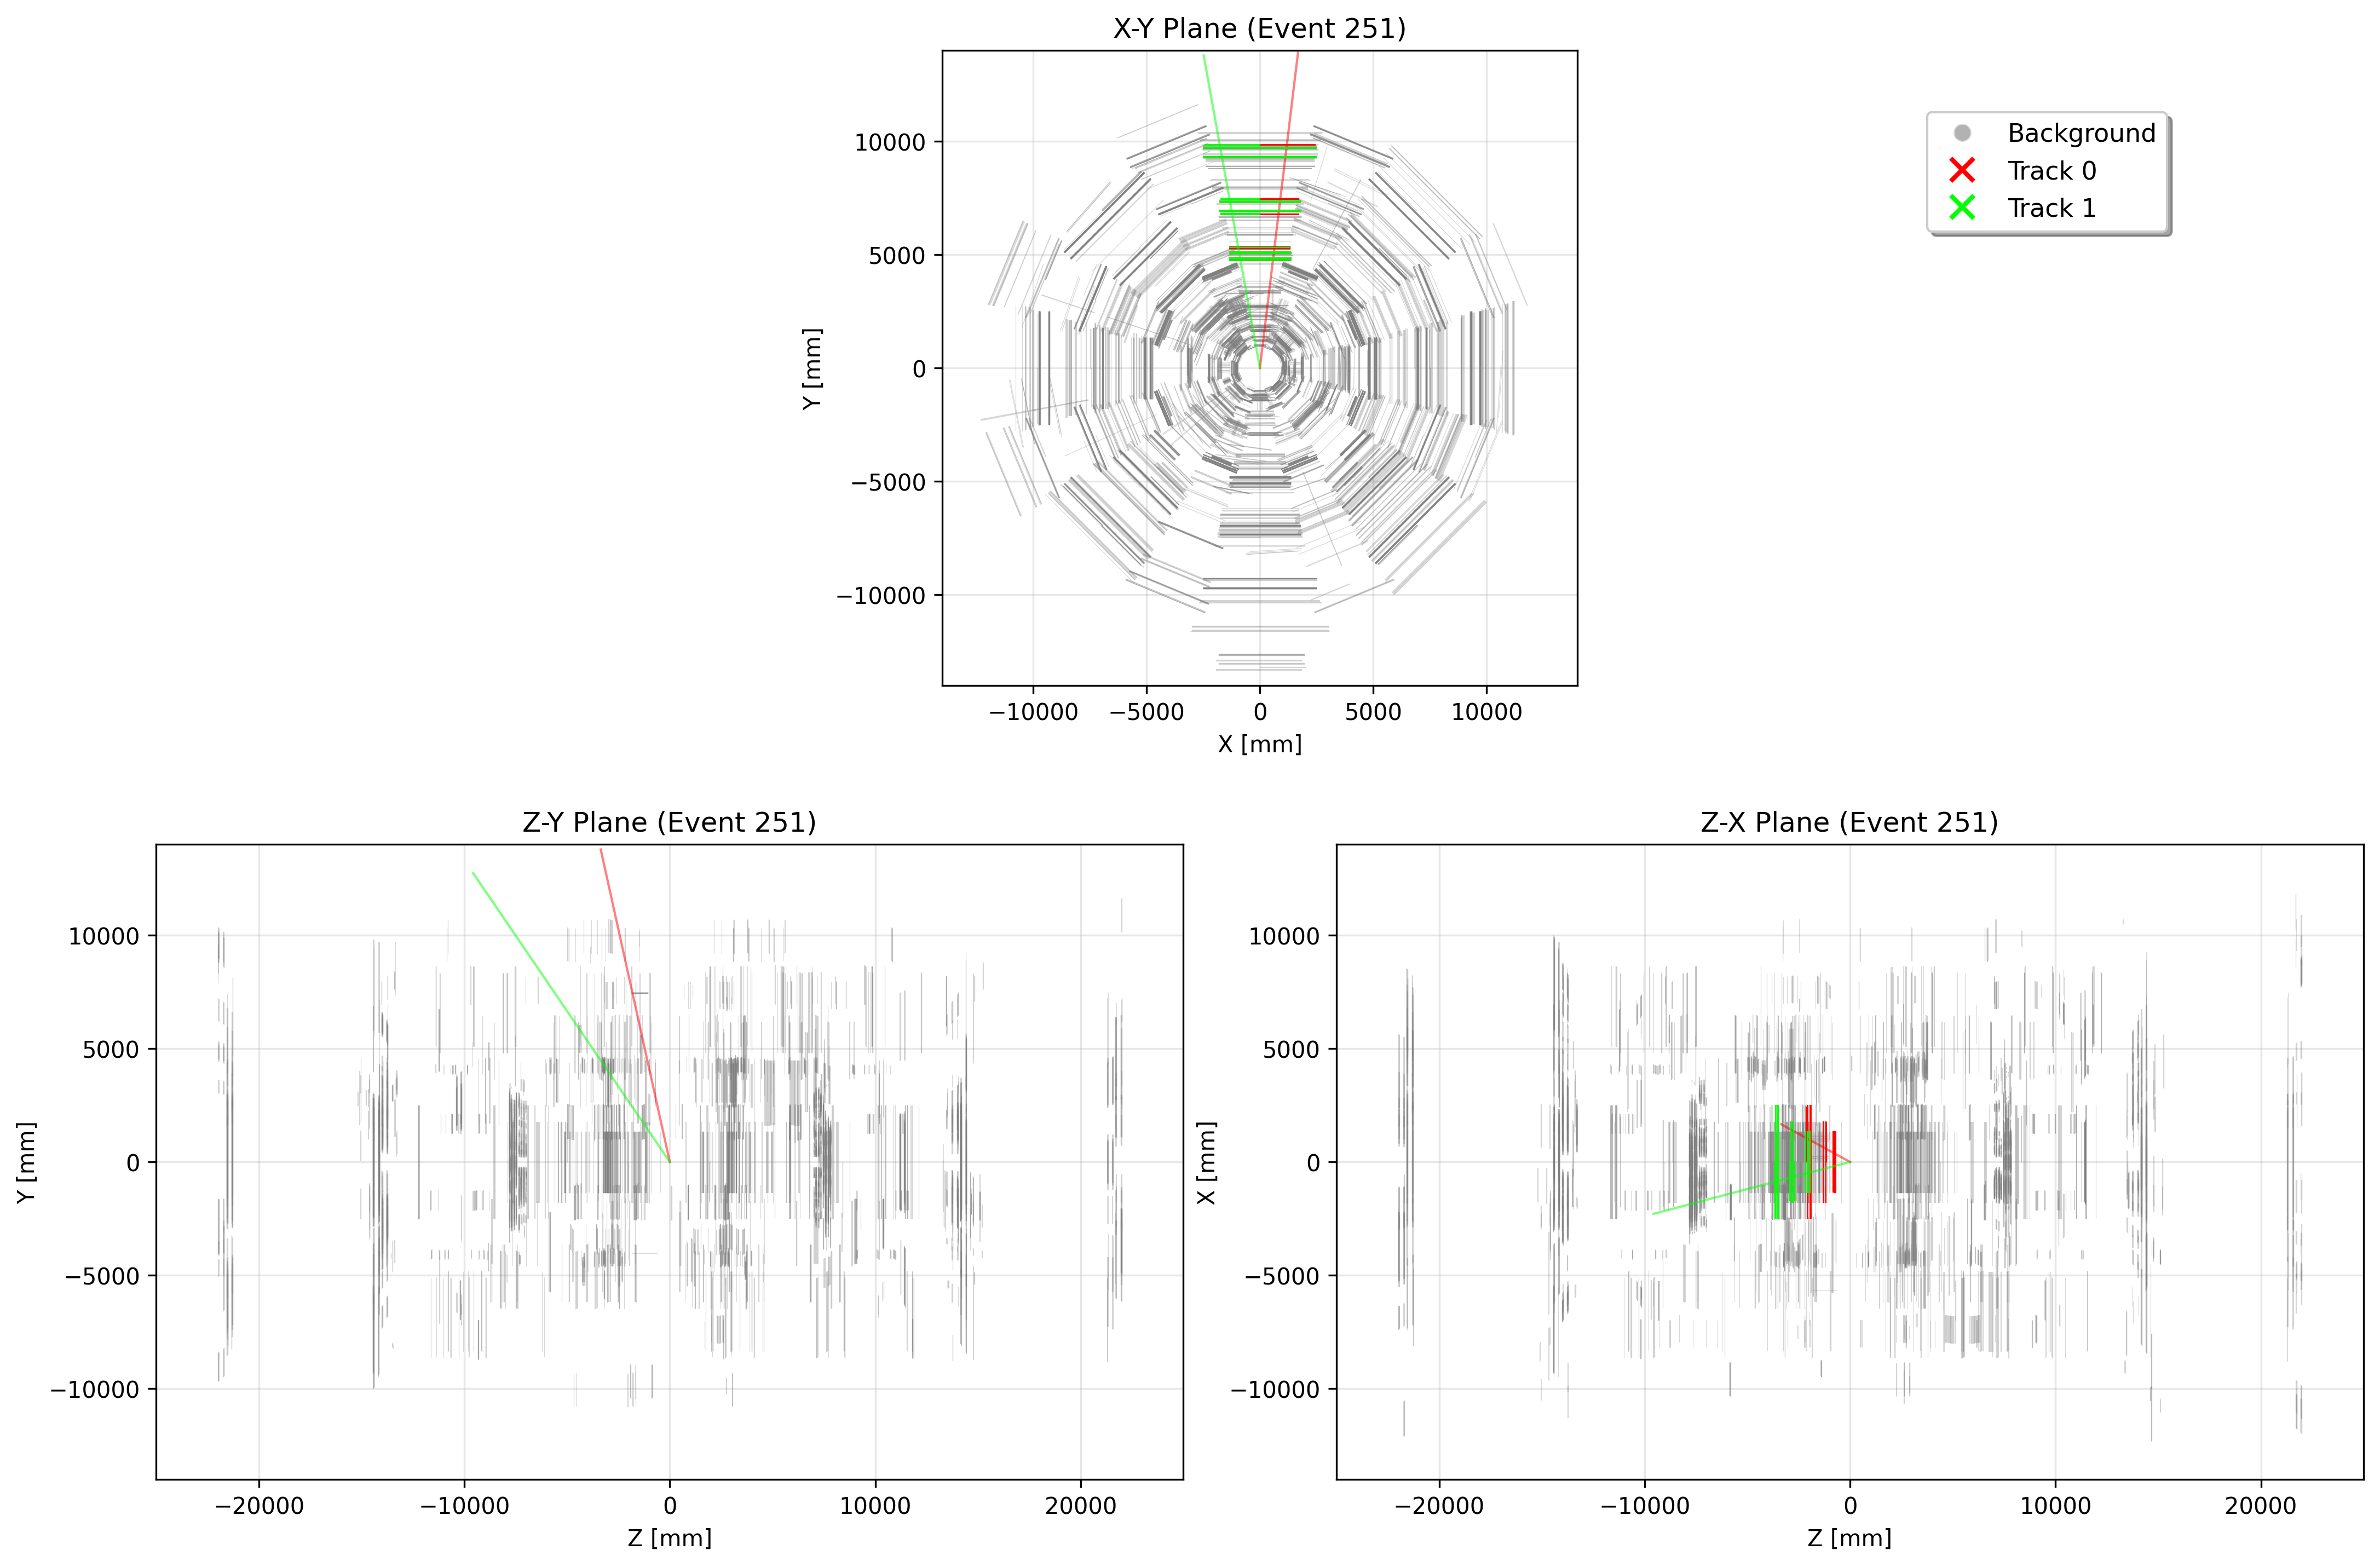 X-Y Plane (Event 251)
Background
Track 0
Track 1
10000
5000
0
−5000
−10000
Y [mm]
−10000 −5000 0 5000 10000
X [mm]
Z-Y Plane (Event 251)
10000
5000
0
−5000
−10000
Y [mm]
−20000 −10000 0 10000 20000
Z [mm]
Z-X Plane (Event 251)
10000
5000
0
−5000
−10000
X [mm]
−20000 −10000 0 10000 20000
Z [mm]